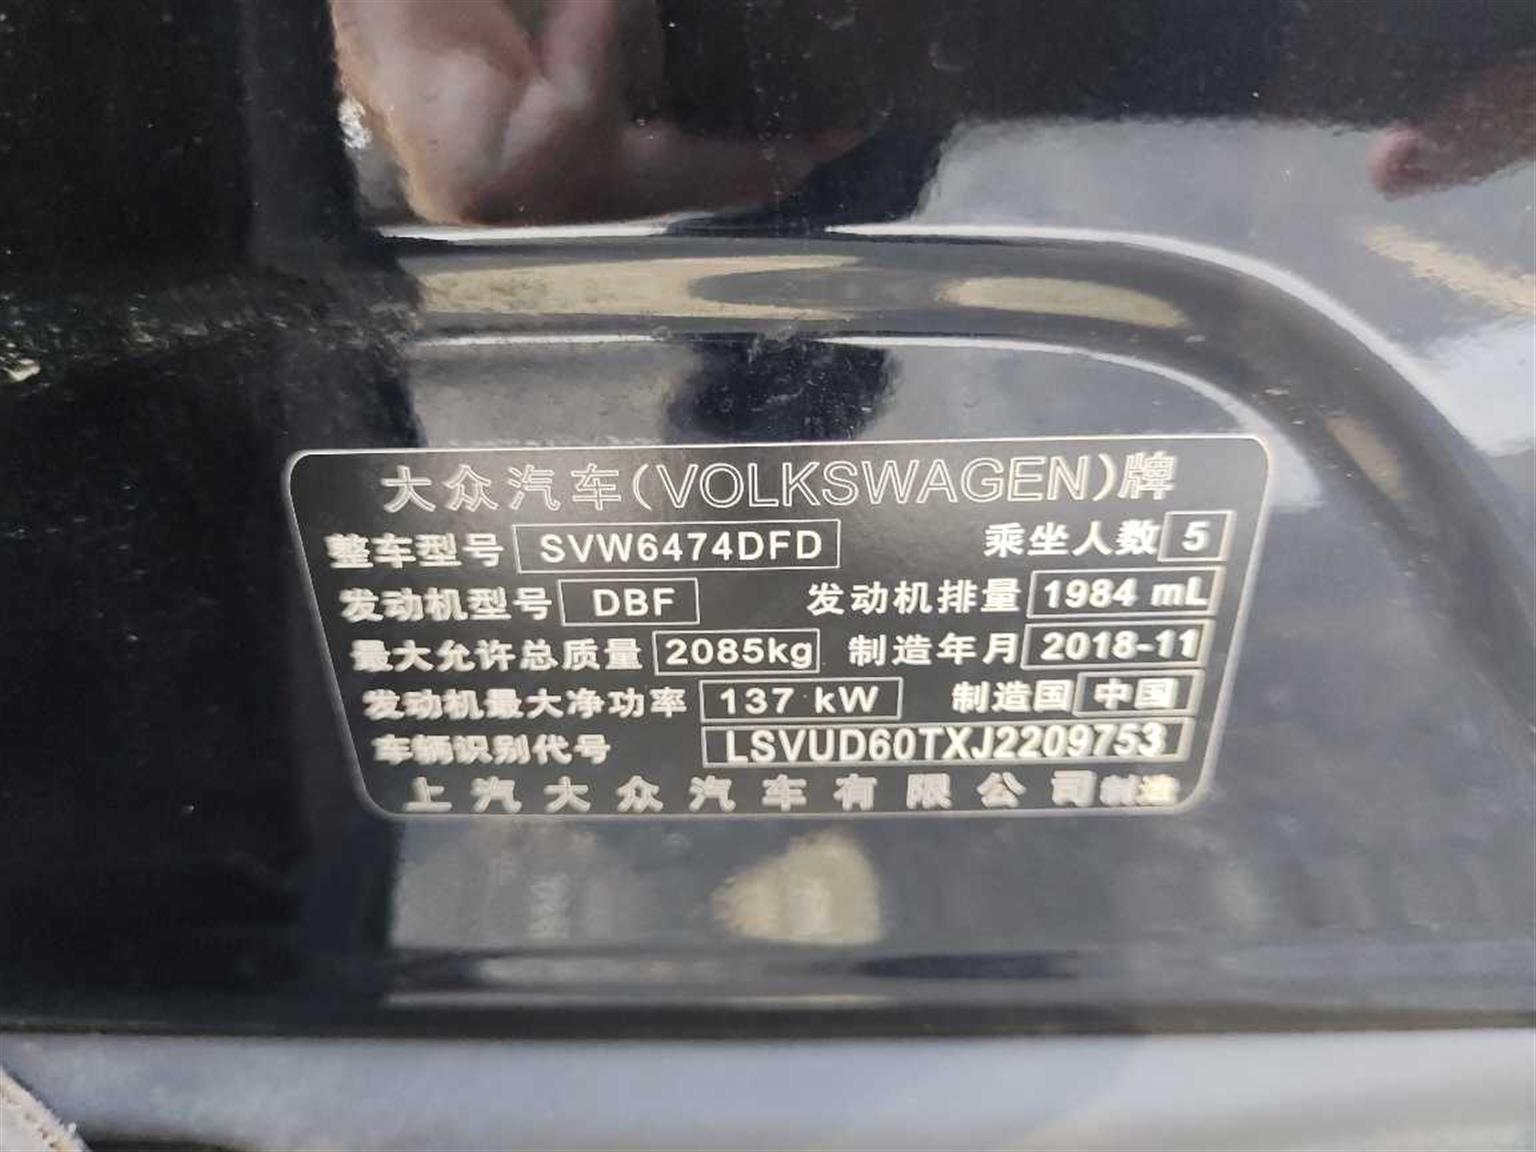 大众汽车(VOLKSWAGEN)牌
整车型号 SVW6474DFD 乘坐人数 5
发动机型号 DBF 发动机排量 1984 mL
最大允许总质量 2085kg 制造年月 2018-11
发动机最大净功率 137 kW 制造国 中国
车辆识别代号 LSVUD60TXJ2209753
上汽大众汽车有限公司制造